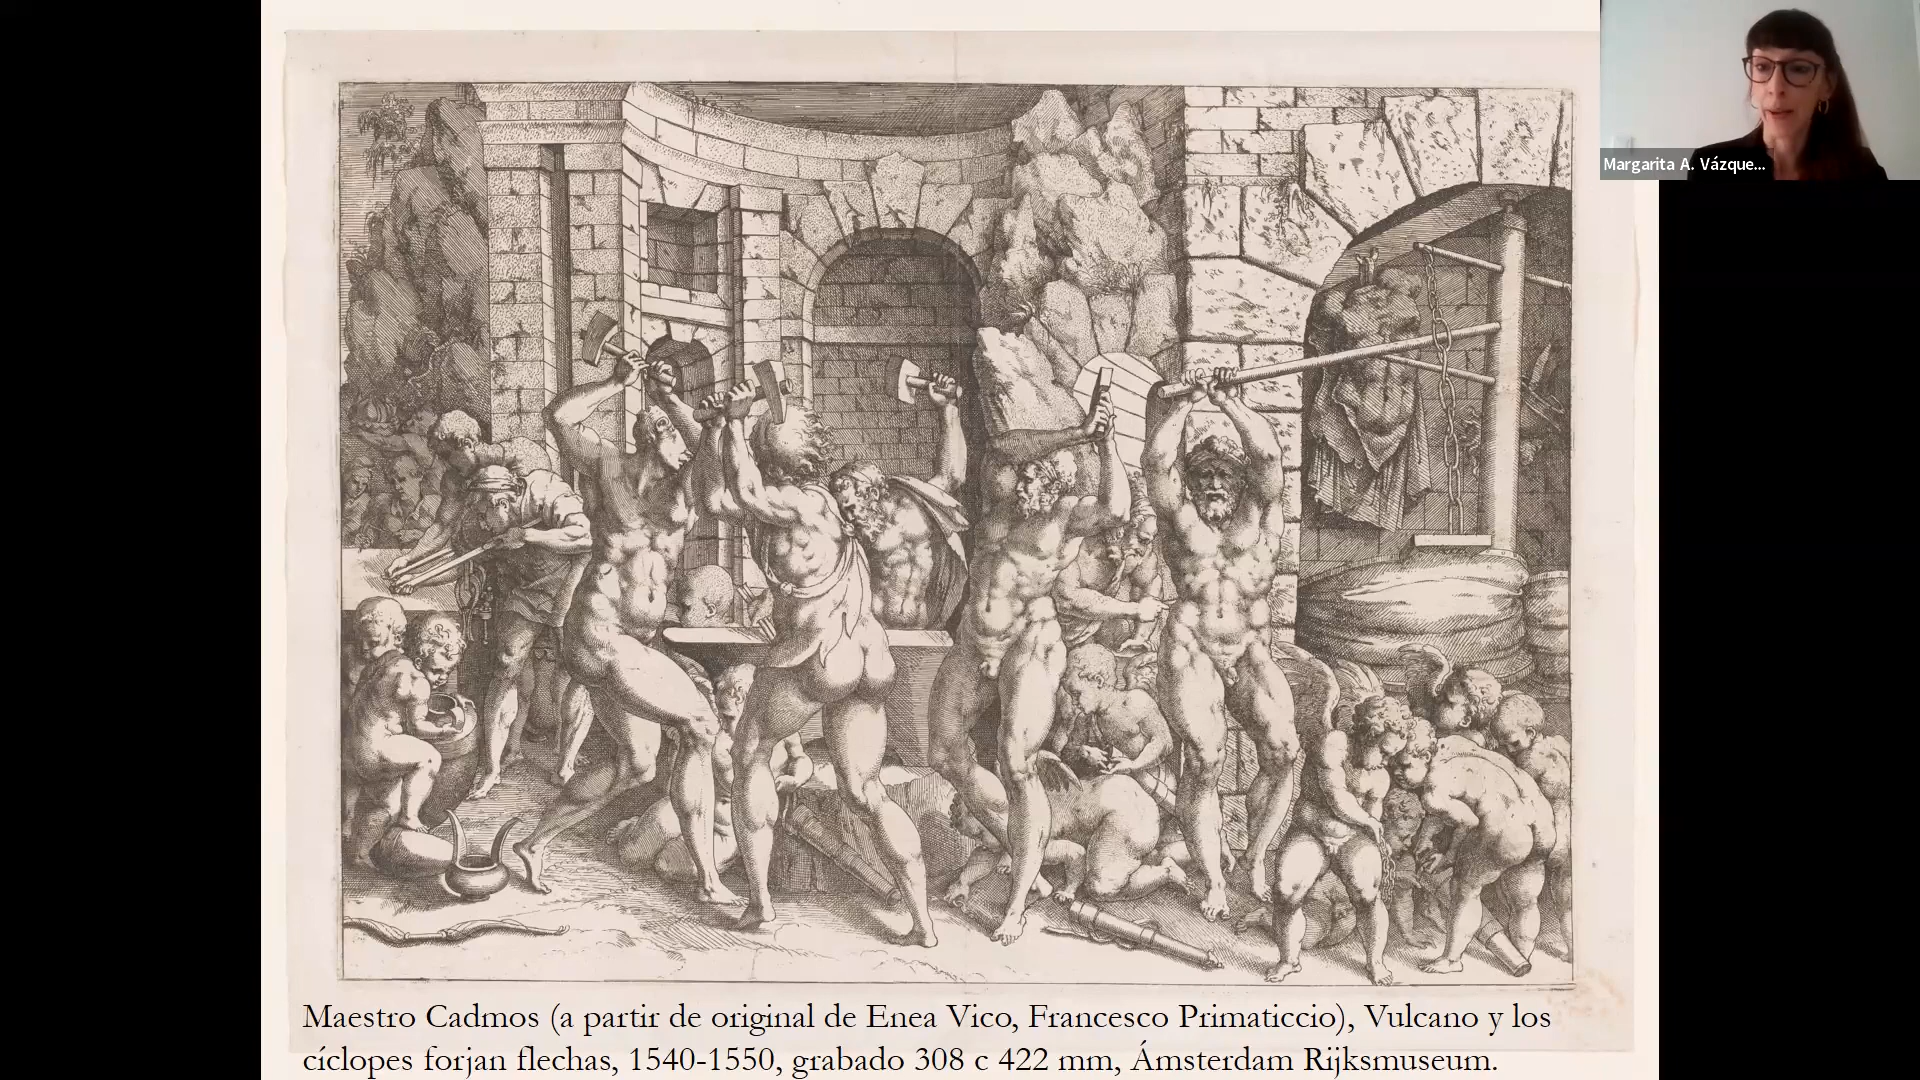 Margarita A. Vázque...
Maestro Cadmos (a partir de original de Enea Vico, Francesco Primaticcio), Vulcano y los
cíclopes forjan flechas, 1540-1550, grabado 308 c 422 mm, Ámsterdam Rijksmuseum.